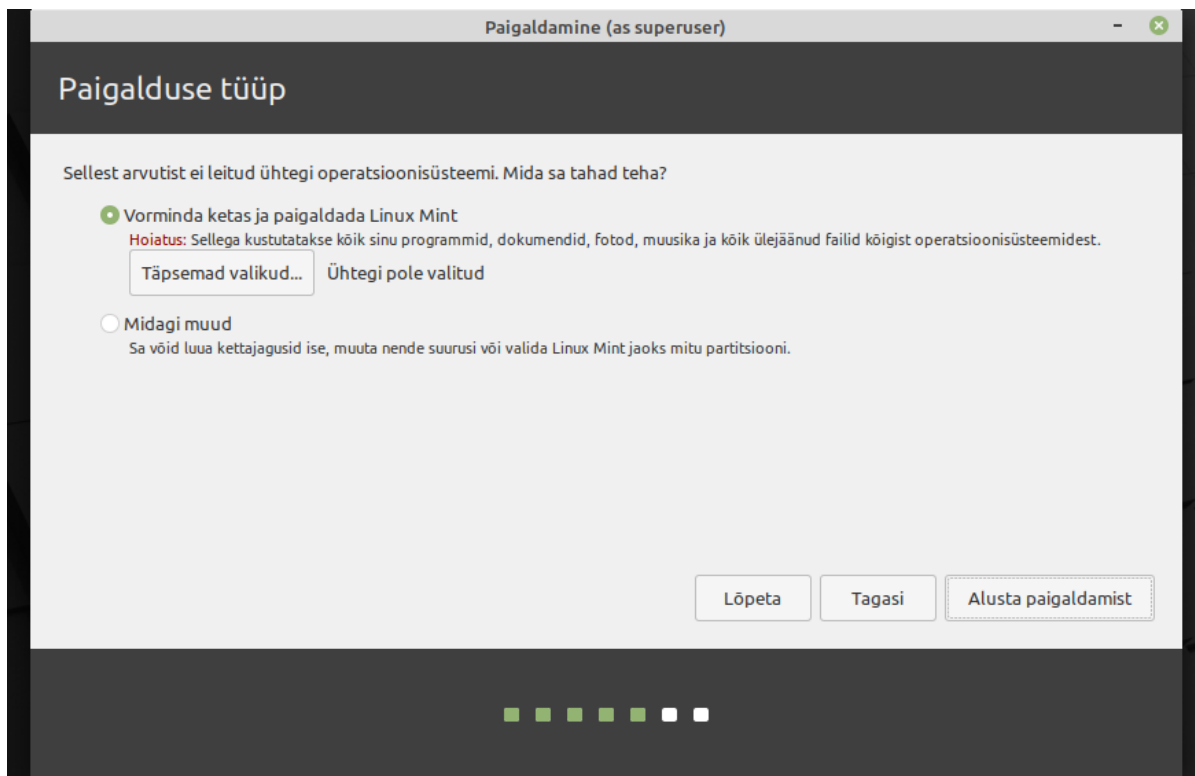 Paigaldamine (as superuser)
Paigalduse tüüp
Sellest arvutist ei leitud ühtegi operatsioonisüsteemi. Mida sa tahad teha?
Vorminda ketas ja paigaldada Linux Mint
Hoiatus: Sellega kustutatakse kõik sinu programmid, dokumendid, fotod, muusika ja kõik ülejäänud failid kõigist operatsioonisüsteemidest.
Täpsemad valikud... Ühtegi pole valitud
Midagi muud
Sa võid luua kettajagusid ise, muuta nende suurusi või valida Linux Mint jaoks mitu partitsiooni.
Lõpeta Tagasi Alusta paigaldamist